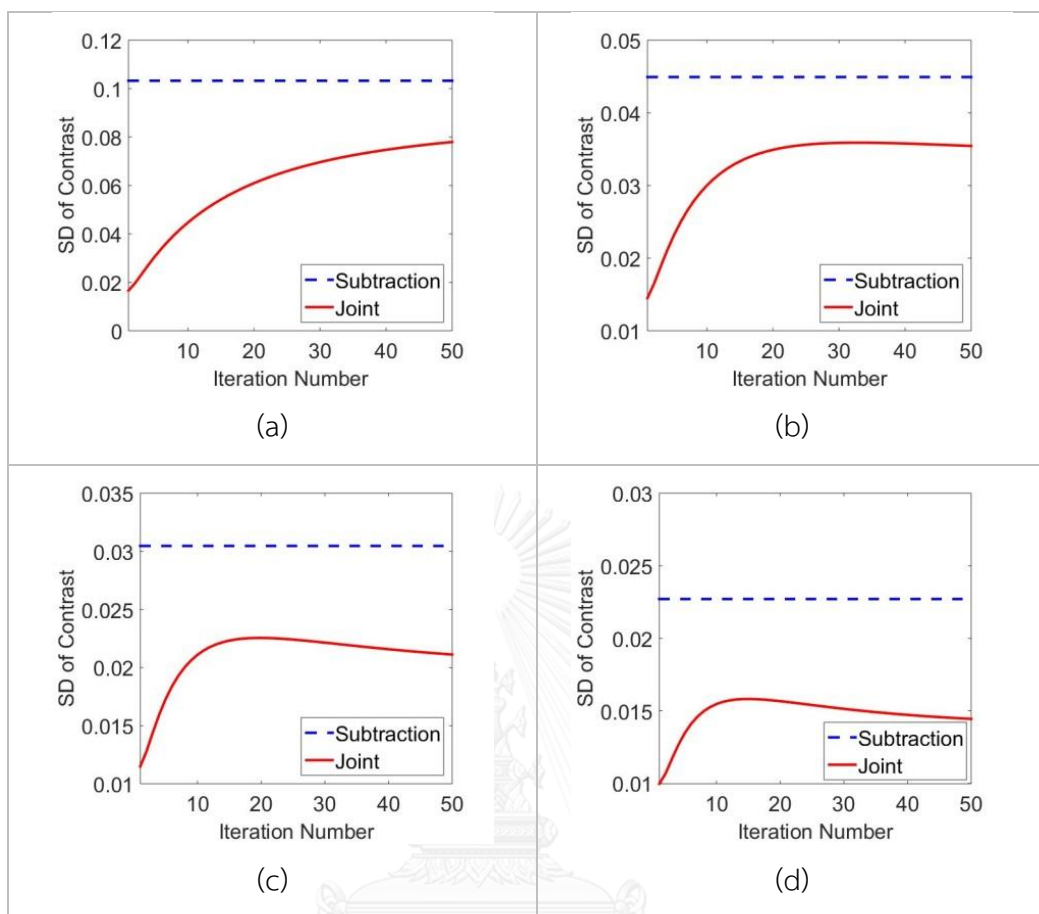 0.12
0.1
0.08
0.06
0.04
0.02
0
SD of Contrast
Subtraction
Joint
10 20 30 40 50
Iteration Number
(a)
0.05
0.04
0.03
0.02
0.01
SD of Contrast
Subtraction
Joint
10 20 30 40 50
Iteration Number
(b)
0.035
0.03
0.025
0.02
0.015
0.01
SD of Contrast
Subtraction
Joint
10 20 30 40 50
Iteration Number
(c)
0.03
0.025
0.02
0.015
0.01
SD of Contrast
Subtraction
Joint
10 20 30 40 50
Iteration Number
(d)